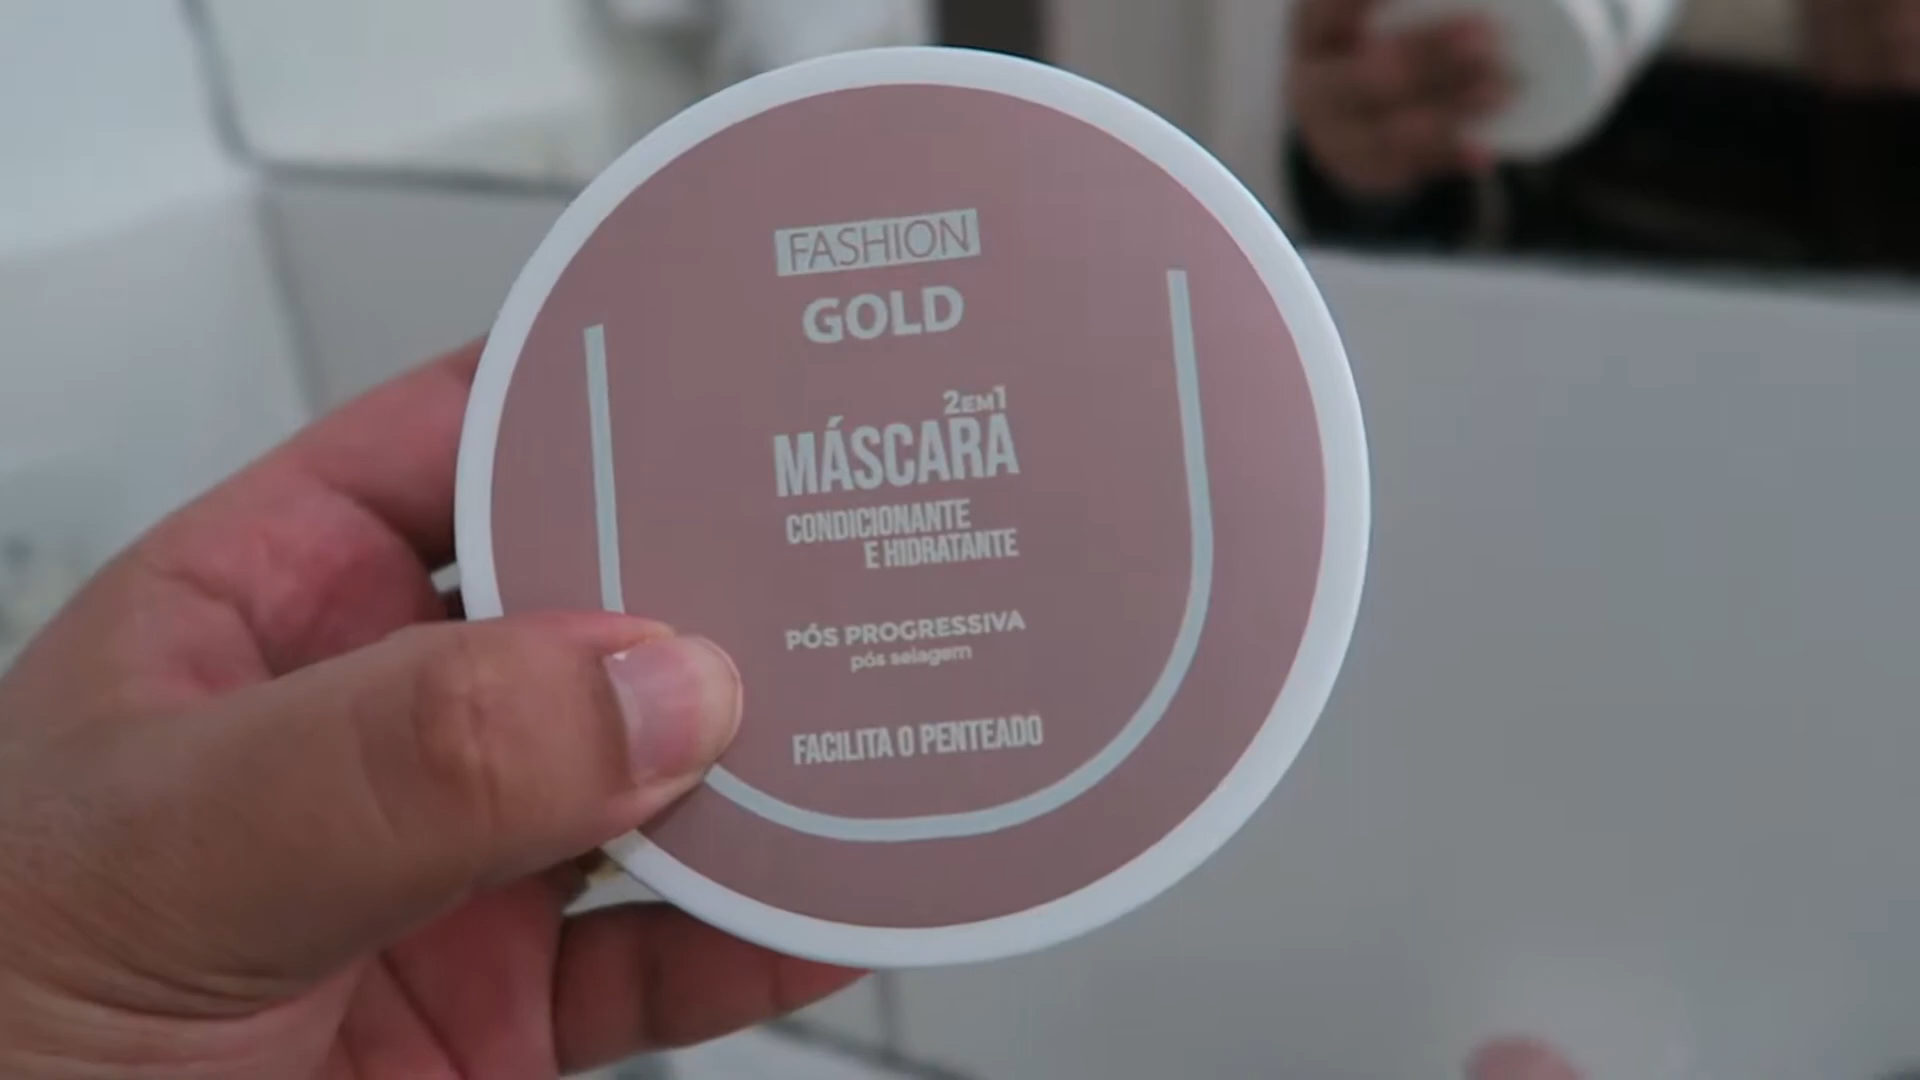 FASHION
GOLD
2EM1
MÁSCARA
CONDICIONANTE
E HIDRATANTE
PÓS PROGRESSIVA
pós selagem
FACILITA O PENTEADO